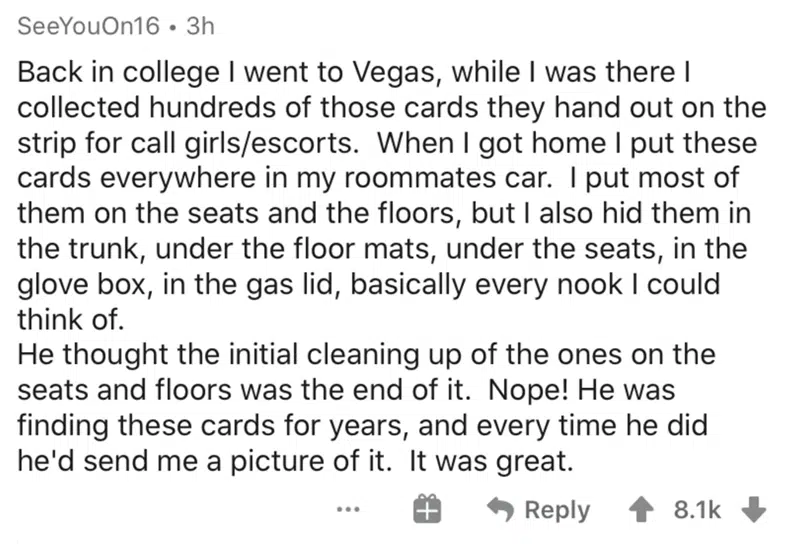 SeeYouOn16 • 3h
Back in college I went to Vegas, while I was there I
collected hundreds of those cards they hand out on the
strip for call girls/escorts.  When I got home I put these
cards everywhere in my roommates car.  I put most of
them on the seats and the floors, but I also hid them in
the trunk, under the floor mats, under the seats, in the
glove box, in the gas lid, basically every nook I could
think of.
He thought the initial cleaning up of the ones on the
seats and floors was the end of it.  Nope! He was
finding these cards for years, and every time he did
he'd send me a picture of it.  It was great.
... Reply 8.1k